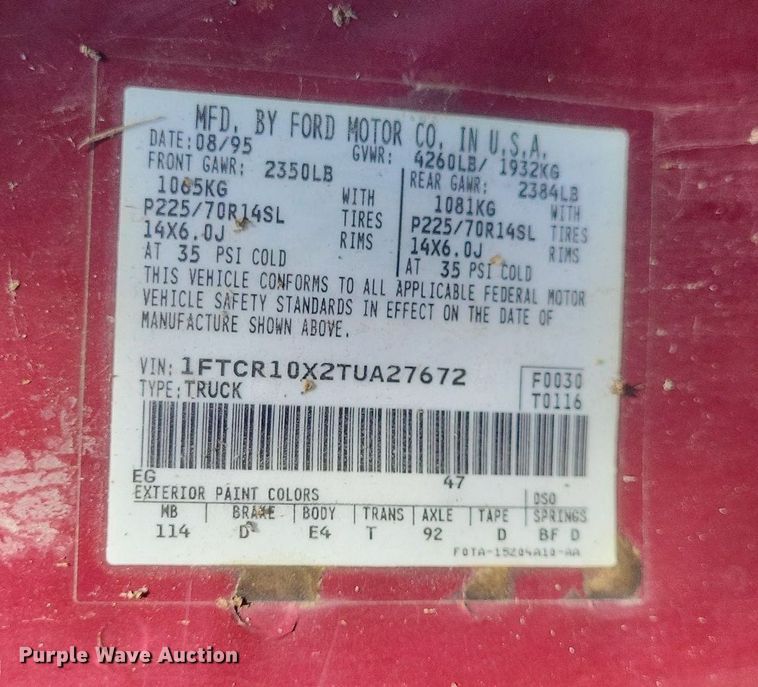 MFD. BY FORD MOTOR CO. IN U.S.A.
DATE: 08/95 GVWR: 4260LB/ 1932KG
FRONT GAWR: 2350LB
1065KG WITH
P225/70R14SL TIRES
14X6.0J RIMS
AT 35 PSI COLD
REAR GAWR: 2384LB
1081KG WITH
P225/70R14SL TIRES
14X6.0J RIMS
AT 35 PSI COLD
THIS VEHICLE CONFORMS TO ALL APPLICABLE FEDERAL MOTOR
VEHICLE SAFETY STANDARDS IN EFFECT ON THE DATE OF
MANUFACTURE SHOWN ABOVE.
VIN: 1FTCR10X2TUA27672
TYPE: TRUCK
F0030
T0116
EG 47
EXTERIOR PAINT COLORS DSO
WB BRAKE BODY TRANS AXLE TAPE SPRINGS
114 D E4 T 92 D BF D
F0TA-15204A10-AA
Purple Wave Auction